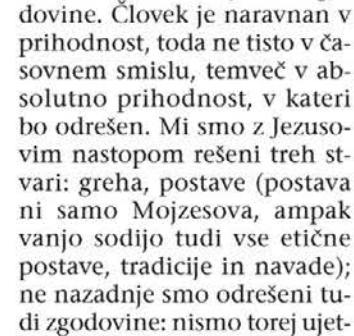 dovine. Človek je naravnan v
prihodnost, toda ne tisto v ča-
sovnem smislu, temveč v ab-
solutno prihodnost, v kateri
bo odrešen. Mi smo z Jezuso-
vim nastopom rešeni treh st-
vari: greha, postave (postava
ni samo Mojzesova, ampak
vanjo sodijo tudi vse etične
postave, tradicije in navade);
ne nazadnje smo odrešeni tu-
di zgodovine: nismo torej ujet-